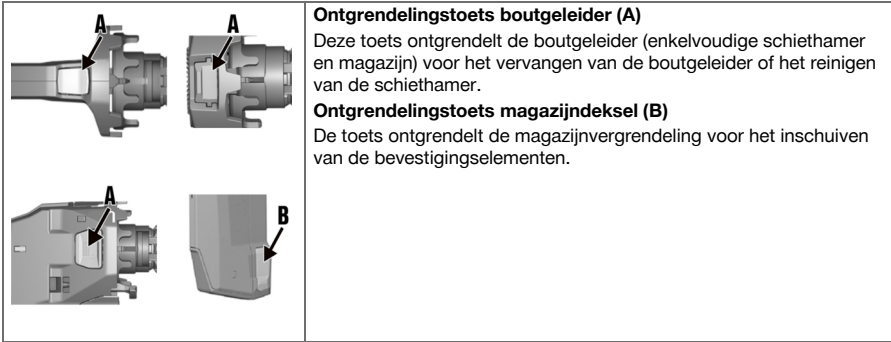 A
A
A
B
Ontgrendelingstoets boutgeleider (A)
Deze toets ontgrendelt de boutgeleider (enkelvoudige schiethamer
en magazijn) voor het vervangen van de boutgeleider of het reinigen
van de schiethamer.
Ontgrendelingstoets magazijndeksel (B)
De toets ontgrendelt de magazijnvergrendeling voor het inschuiven
van de bevestigingselementen.